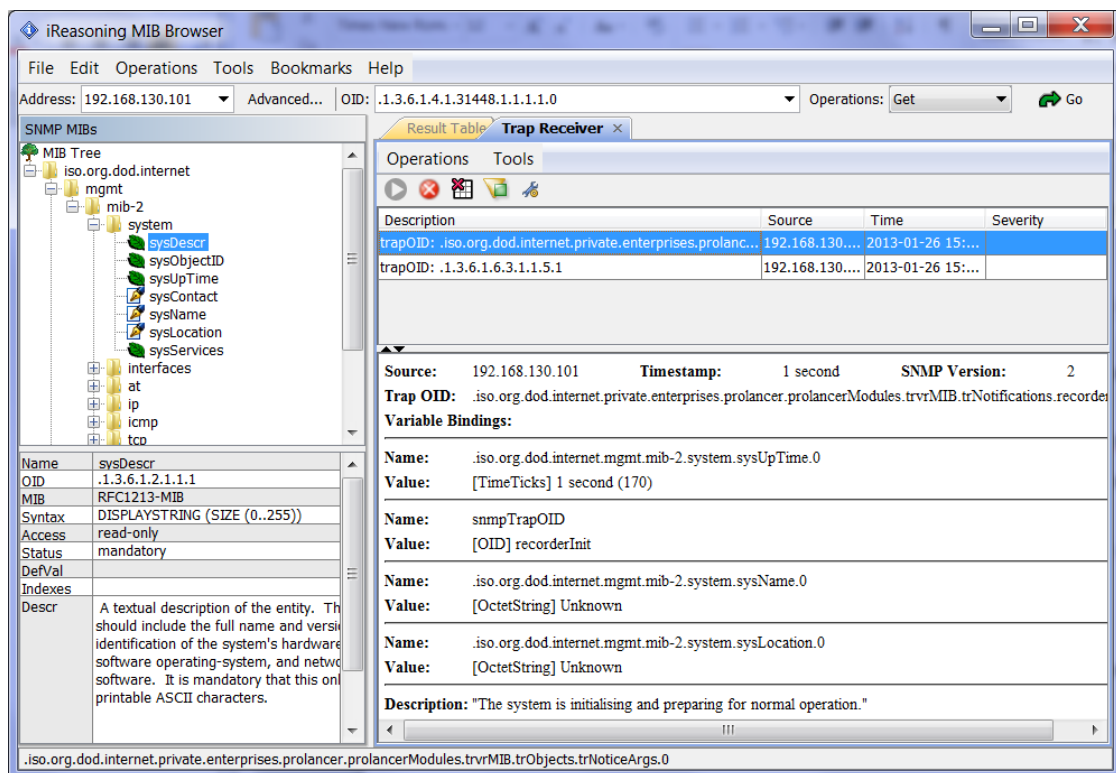 iReasoning MIB Browser
File Edit Operations Tools Bookmarks Help
Address: 192.168.130.101 Advanced... OID: .1.3.6.1.4.1.31448.1.1.1.1.0 Operations: Get Go
SNMP MIBs
MIB Tree
iso.org.dod.internet
mgmt
mib-2
system
sysDescr
sysObjectID
sysUpTime
sysContact
sysName
sysLocation
sysServices
interfaces
at
ip
icmp
tcp
Name sysDescr
OID .1.3.6.1.2.1.1.1
MIB RFC1213-MIB
Syntax DISPLAYSTRING (SIZE (0..255))
Access read-only
Status mandatory
DefVal
Indexes
Descr A textual description of the entity. Th
should include the full name and versi
identification of the system's hardware
software operating-system, and netwo
software. It is mandatory that this onl
printable ASCII characters.
Result Table Trap Receiver
Operations Tools
Description Source Time Severity
trapOID: .iso.org.dod.internet.private.enterprises.prolanc... 192.168.130.... 2013-01-26 15:...
trapOID: .1.3.6.1.6.3.1.1.5.1 192.168.130.... 2013-01-26 15:...
Source: 192.168.130.101 Timestamp: 1 second SNMP Version: 2
Trap OID: .iso.org.dod.internet.private.enterprises.prolancer.prolancerModules.trvrMIB.trNotifications.recorder
Variable Bindings:
Name: .iso.org.dod.internet.mgmt.mib-2.system.sysUpTime.0
Value: [TimeTicks] 1 second (170)
Name: snmpTrapOID
Value: [OID] recorderInit
Name: .iso.org.dod.internet.mgmt.mib-2.system.sysName.0
Value: [OctetString] Unknown
Name: .iso.org.dod.internet.mgmt.mib-2.system.sysLocation.0
Value: [OctetString] Unknown
Description: "The system is initialising and preparing for normal operation."
.iso.org.dod.internet.private.enterprises.prolancer.prolancerModules.trvrMIB.trObjects.trNoticeArgs.0